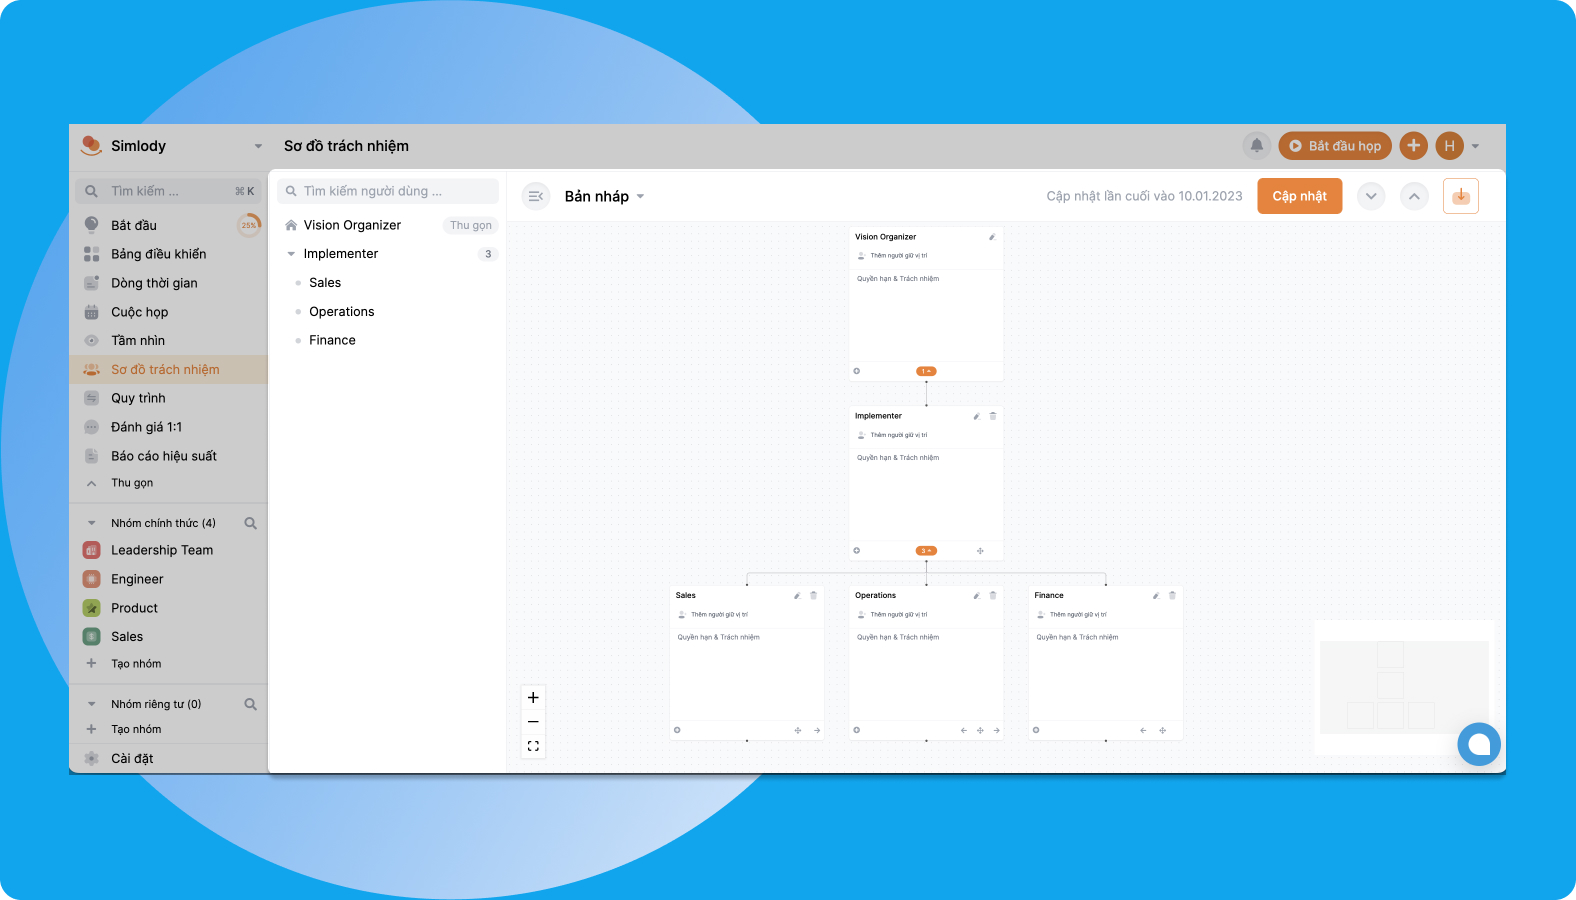 Simlody
Sơ đồ trách nhiệm
Bắt đầu họp
H
Tìm kiếm ...
⌘ K
Bắt đầu
25%
Bảng điều khiển
Dòng thời gian
Cuộc họp
Tầm nhìn
Sơ đồ trách nhiệm
Quy trình
Đánh giá 1:1
Báo cáo hiệu suất
Thu gọn
Nhóm chính thức (4)
Leadership Team
Engineer
Product
Sales
Tạo nhóm
Nhóm riêng tư (0)
Tạo nhóm
Cài đặt
Tìm kiếm người dùng ...
Vision Organizer
Thu gọn
Implementer
3
Sales
Operations
Finance
Bản nháp
Cập nhật lần cuối vào 10.01.2023
Cập nhật
Vision Organizer
Thêm người giữ vị trí
Quyền hạn & Trách nhiệm
1
Implementer
Thêm người giữ vị trí
Quyền hạn & Trách nhiệm
3
Sales
Thêm người giữ vị trí
Quyền hạn & Trách nhiệm
Operations
Thêm người giữ vị trí
Quyền hạn & Trách nhiệm
Finance
Thêm người giữ vị trí
Quyền hạn & Trách nhiệm